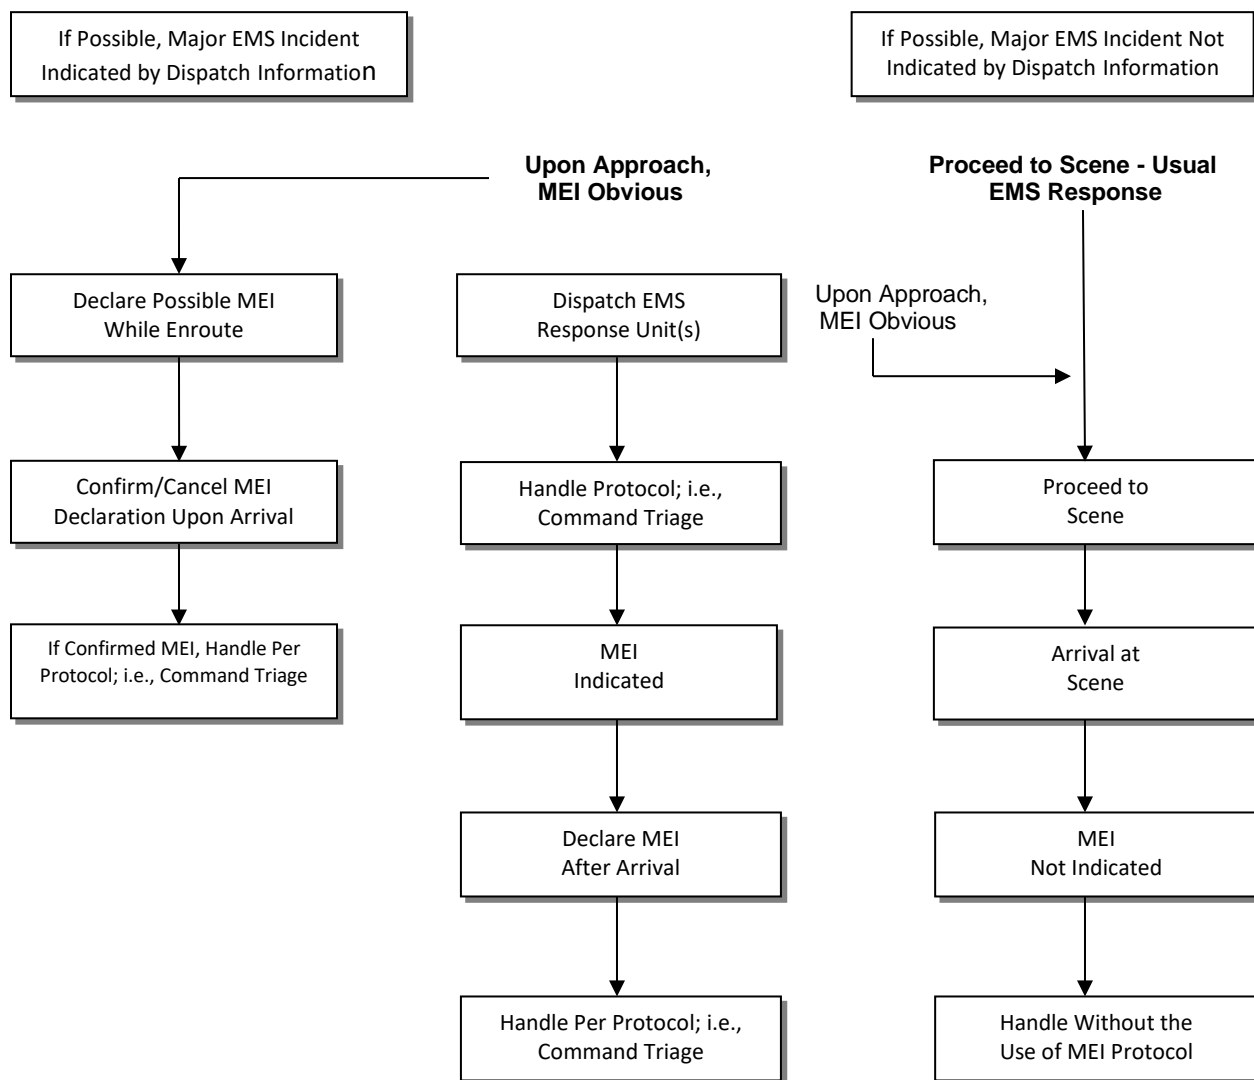 If Possible, Major EMS Incident
Indicated by Dispatch Information
If Possible, Major EMS Incident Not
Indicated by Dispatch Information
Upon Approach,
MEI Obvious
Proceed to Scene - Usual
EMS Response
Declare Possible MEI
While Enroute
Dispatch EMS
Response Unit(s)
Upon Approach,
MEI Obvious
Confirm/Cancel MEI
Declaration Upon Arrival
Handle Protocol; i.e.,
Command Triage
Proceed to
Scene
If Confirmed MEI, Handle Per
Protocol; i.e., Command Triage
MEI
Indicated
Arrival at
Scene
Declare MEI
After Arrival
MEI
Not Indicated
Handle Per Protocol; i.e.,
Command Triage
Handle Without the
Use of MEI Protocol